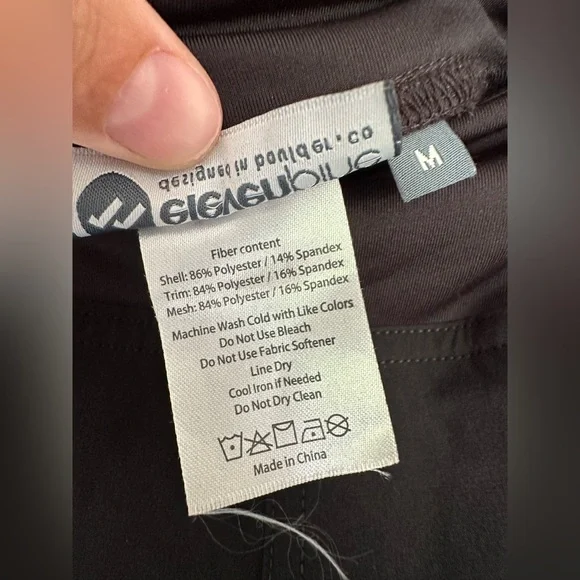 designed in boulder, co
elevenpine
M
Fiber content
Shell: 86% Polyester / 14% Spandex
Trim: 84% Polyester / 16% Spandex
Mesh: 84% Polyester / 16% Spandex
Machine Wash Cold with Like Colors
Do Not Use Bleach
Do Not Use Fabric Softener
Line Dry
Cool Iron if Needed
Do Not Dry Clean
Made in China